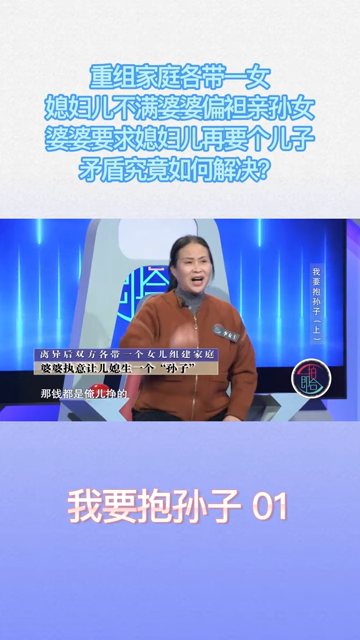 重组家庭各带一女
媳妇儿不满婆婆偏袒亲孙女
婆婆要求媳妇儿再要个儿子
矛盾究竟如何解决?
我要抱孙子(上)
离异后双方各带一个女儿组建家庭
婆婆执意让儿媳生一个“孙子”
那钱都是俺儿挣的
我要抱孙子 01